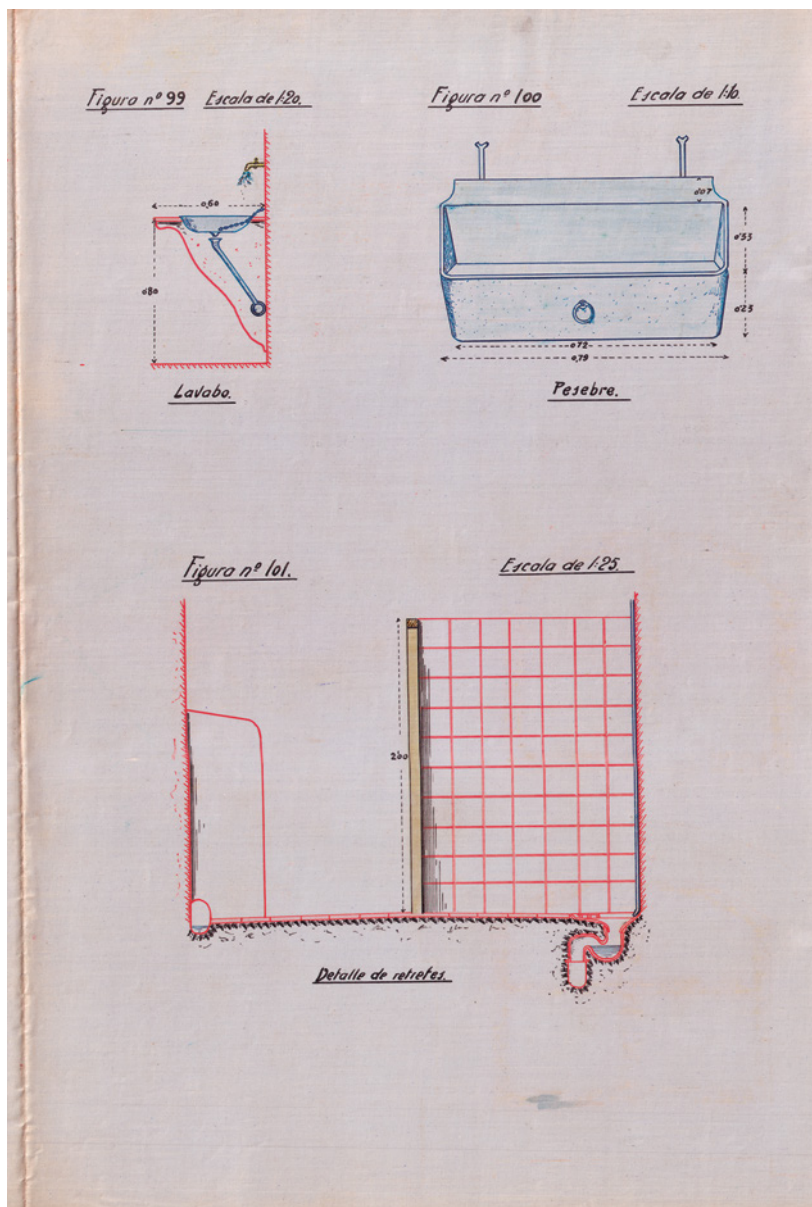 Figura nº 99 Escala de 1:20.
0,60
0'80
Lavabo.
Figura nº 100 Escala de 1:10.
0'07
0'33
0'23
0'72
0,79
Pesebre.
Figura nº 101. Escala de 1:25.
2'00
Detalle de retretes.